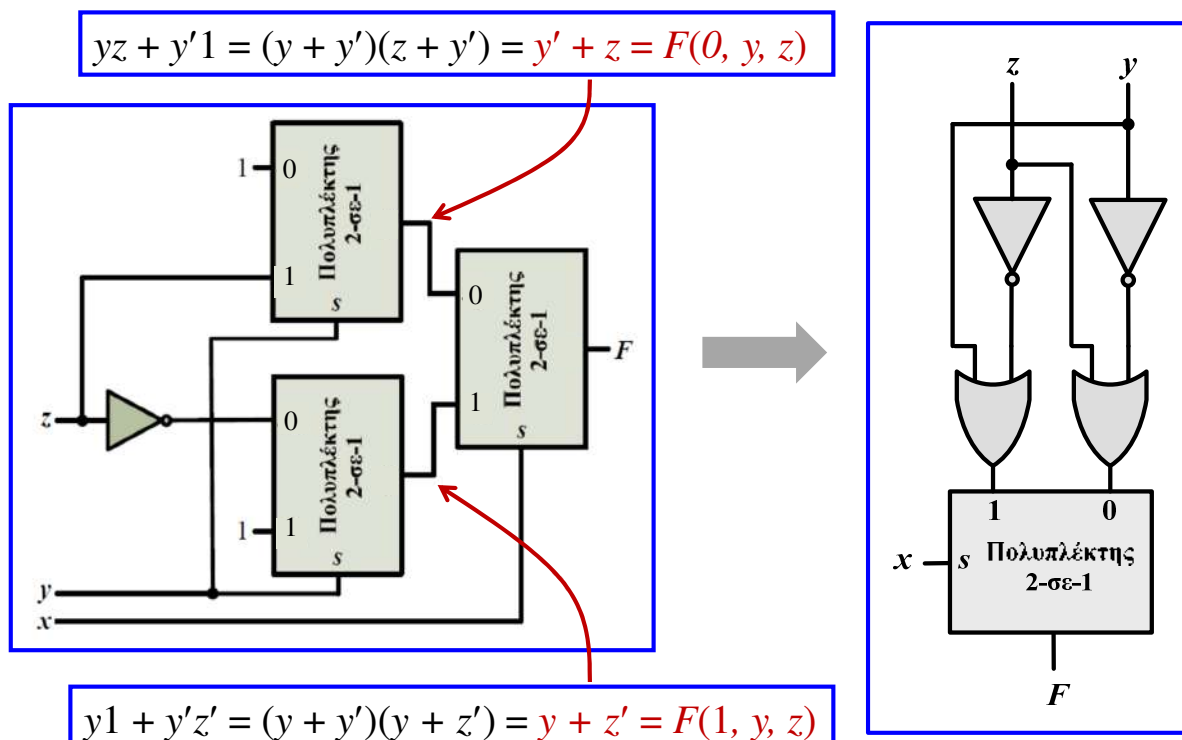 yz + y′1 = (y + y′)(z + y′) = y′ + z = F(0, y, z)
1
0
Πολυπλέκτης
2-σε-1
1
s
0
Πολυπλέκτης
2-σε-1
F
1
s
z
0
Πολυπλέκτης
2-σε-1
1
1
s
y
x
y1 + y′z′ = (y + y′)(y + z′) = y + z′ = F(1, y, z)
z
y
1
0
x
s
Πολυπλέκτης
2-σε-1
F